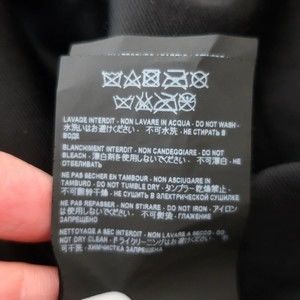 LAVAGE INTERDIT - NON LAVARE IN ACQUA - DO NOT WASH -
水洗いはお避けください。不可水洗 - НЕ СТИРАТЬ В
ВОДЕ
BLANCHIMENT INTERDIT - NON CANDEGGIARE - DO NOT
BLEACH - 漂白剤を使用しないでください - 不可漂白 - НЕ
ОТБЕЛИВАТЬ
NE PAS SECHER EN TAMBOUR - NON ASCIUGARE IN
TAMBURO - DO NOT TUMBLE DRY - タンブラー乾燥禁止 -
不可翻转干燥 - НЕ СУШИТЬ В ЭЛЕКТРИЧЕСКОЙ СУШИЛКЕ
NE PAS REPASSER - NON STIRARE - DO NOT IRON - アイロン
は使用しないでください - 不可熨烫 - ГЛАЖЕНИЕ
ЗАПРЕЩЕНО
NETTOYAGE A SEC INTERDIT - NON LAVARE A SECCO - DO
NOT DRY CLEAN - ドライクリーニングはお避けください - 不
可干洗 - ХИМЧИСТКА ЗАПРЕЩЕНА